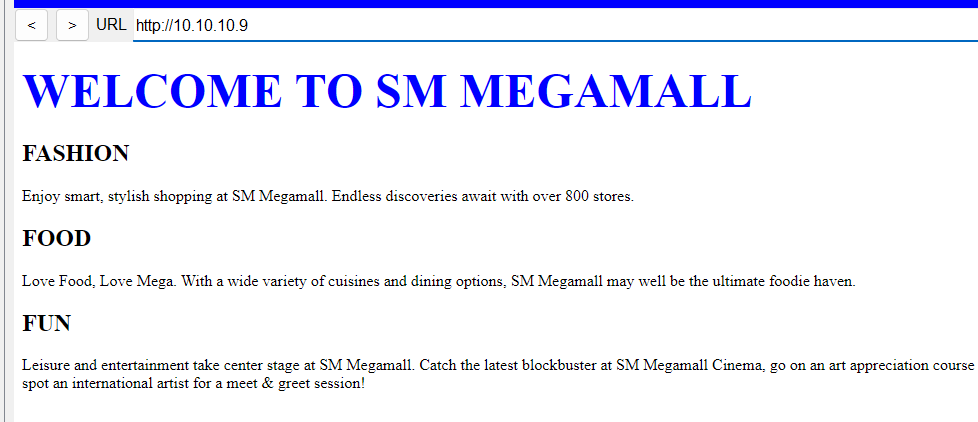 < > URL http://10.10.10.9
WELCOME TO SM MEGAMALL
FASHION
Enjoy smart, stylish shopping at SM Megamall. Endless discoveries await with over 800 stores.
FOOD
Love Food, Love Mega. With a wide variety of cuisines and dining options, SM Megamall may well be the ultimate foodie haven.
FUN
Leisure and entertainment take center stage at SM Megamall. Catch the latest blockbuster at SM Megamall Cinema, go on an art appreciation course
spot an international artist for a meet & greet session!